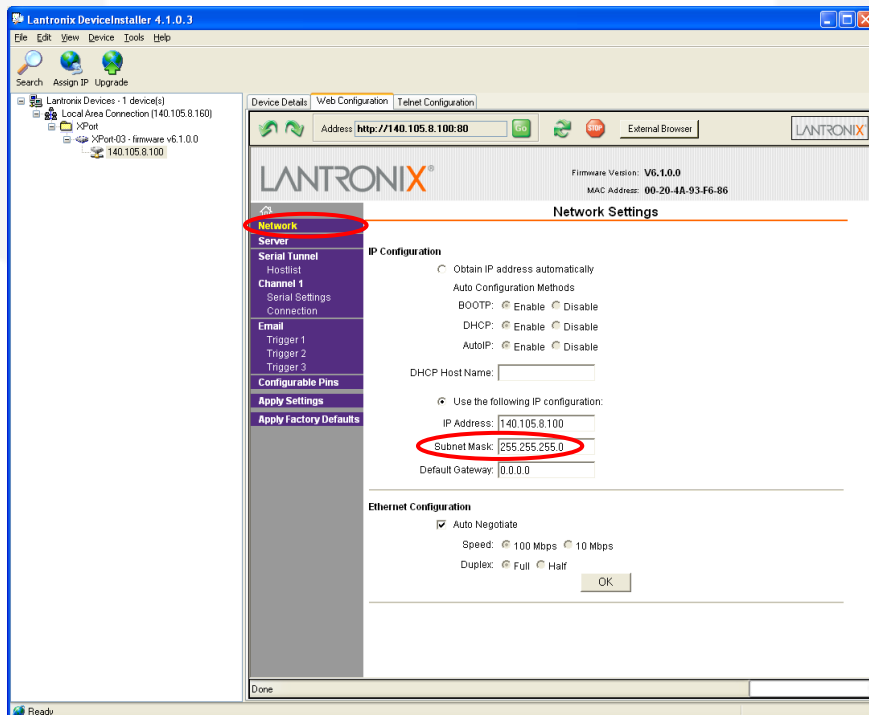 Lantronix DeviceInstaller 4.1.0.3
File Edit View Device Tools Help
Search Assign IP Upgrade
Lantronix Devices - 1 device(s)
Local Area Connection (140.105.8.160)
XPort
XPort-03 - firmware v6.1.0.0
140.105.8.100
Device Details Web Configuration Telnet Configuration
Address http://140.105.8.100:80 Go STOP External Browser LANTRONIX
LANTRONIX®
Firmware Version: V6.1.0.0
MAC Address: 00-20-4A-93-F6-86
Network
Server
Serial Tunnel
Hostlist
Channel 1
Serial Settings
Connection
Email
Trigger 1
Trigger 2
Trigger 3
Configurable Pins
Apply Settings
Apply Factory Defaults
Network Settings
IP Configuration
Obtain IP address automatically
Auto Configuration Methods
BOOTP: Enable Disable
DHCP: Enable Disable
AutoIP: Enable Disable
DHCP Host Name:
Use the following IP configuration:
IP Address: 140.105.8.100
Subnet Mask: 255.255.255.0
Default Gateway: 0.0.0.0
Ethernet Configuration
Auto Negotiate
Speed: 100 Mbps 10 Mbps
Duplex: Full Half
OK
Done
Ready